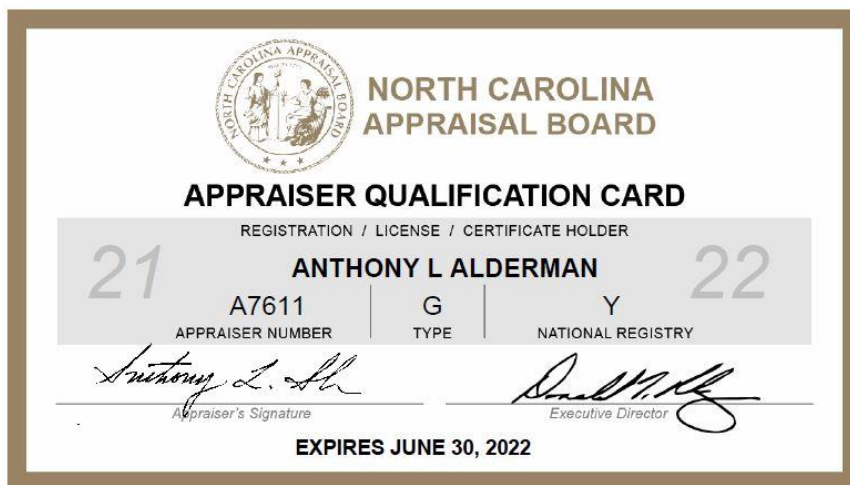 NORTH CAROLINA APPRAISAL BOARD
NORTH CAROLINA
APPRAISAL BOARD
APPRAISER QUALIFICATION CARD
REGISTRATION / LICENSE / CERTIFICATE HOLDER
21
22
ANTHONY L ALDERMAN
A7611 G Y
APPRAISER NUMBER TYPE NATIONAL REGISTRY
Anthony L.
Appraiser's Signature Executive Director
EXPIRES JUNE 30, 2022